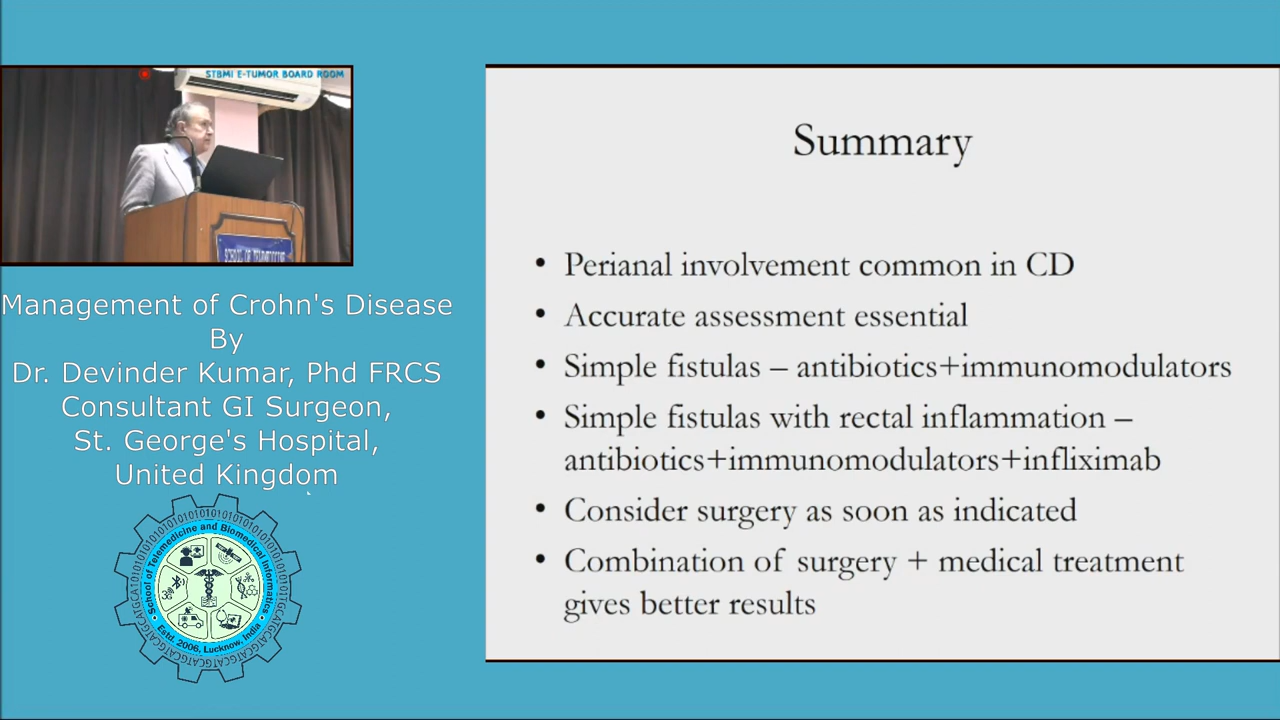 STBMI E-TUMOR BOARD ROOM
SCHOOL OF TELEMEDICINE
Management of Crohn's Disease
By
Dr. Devinder Kumar, Phd FRCS
Consultant GI Surgeon,
St. George's Hospital,
United Kingdom
School of Telemedicine and Biomedical Informatics
Estd. 2006, Lucknow, India
Summary
• Perianal involvement common in CD
• Accurate assessment essential
• Simple fistulas – antibiotics+immunomodulators
• Simple fistulas with rectal inflammation –
antibiotics+immunomodulators+infliximab
• Consider surgery as soon as indicated
• Combination of surgery + medical treatment
gives better results